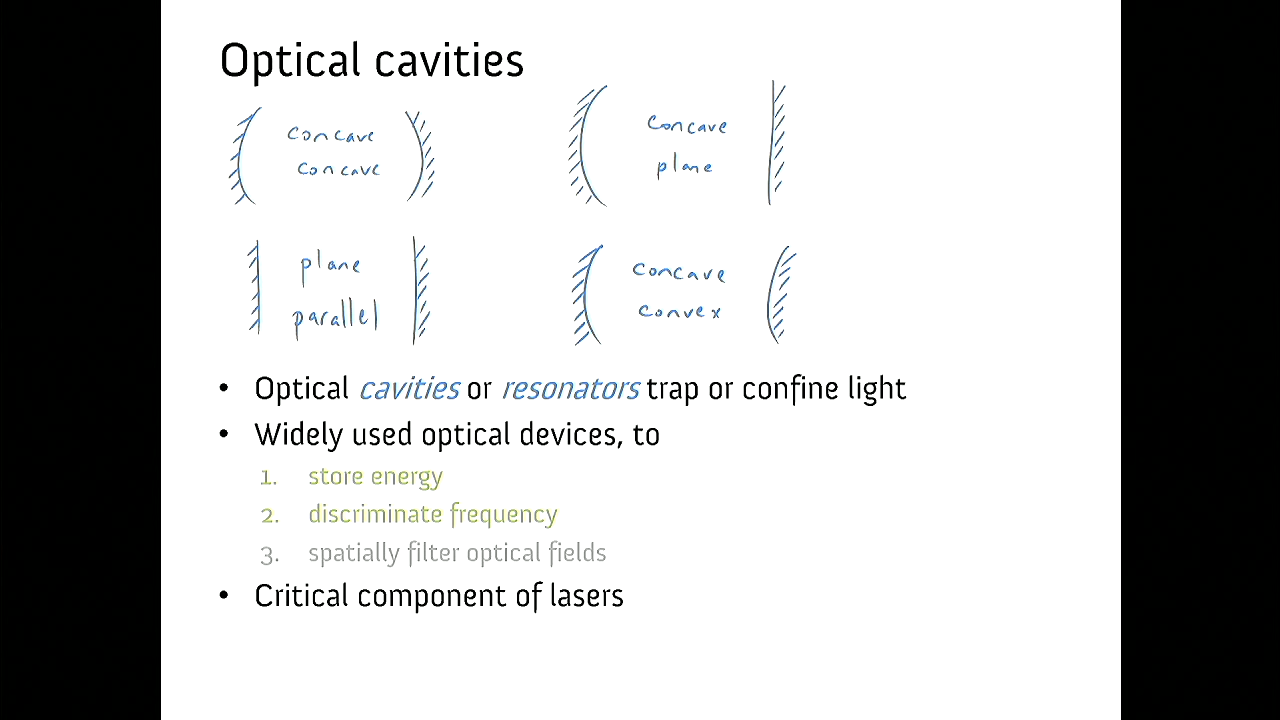 Optical cavities
concave
concave
concave
plane
plane
parallel
concave
convex
• Optical cavities or resonators trap or confine light
• Widely used optical devices, to
1. store energy
2. discriminate frequency
3. spatially filter optical fields
• Critical component of lasers